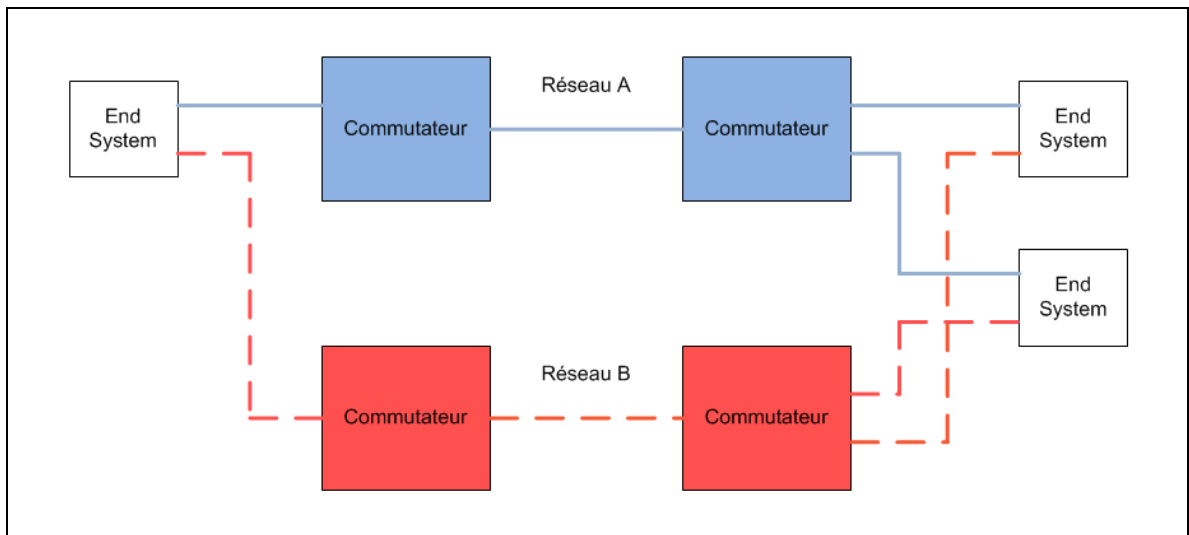 Réseau A
End
System
Commutateur
Commutateur
End
System
End
System
Réseau B
Commutateur
Commutateur